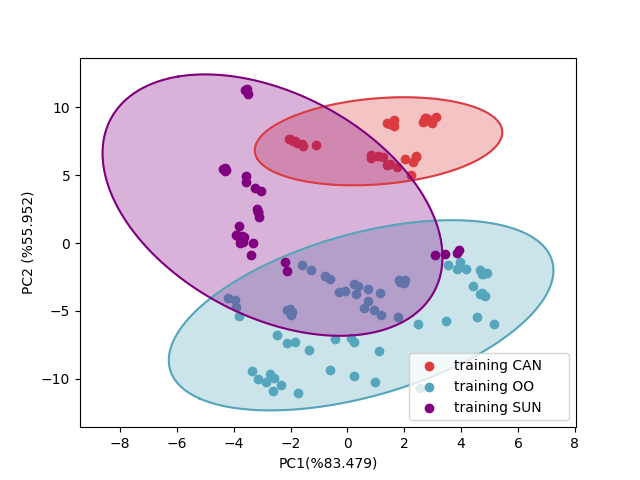 10
5
0
−5
−10
PC2 (%55.952)
training CAN
training OO
training SUN
−8 −6 −4 −2 0 2 4 6 8
PC1(%83.479)